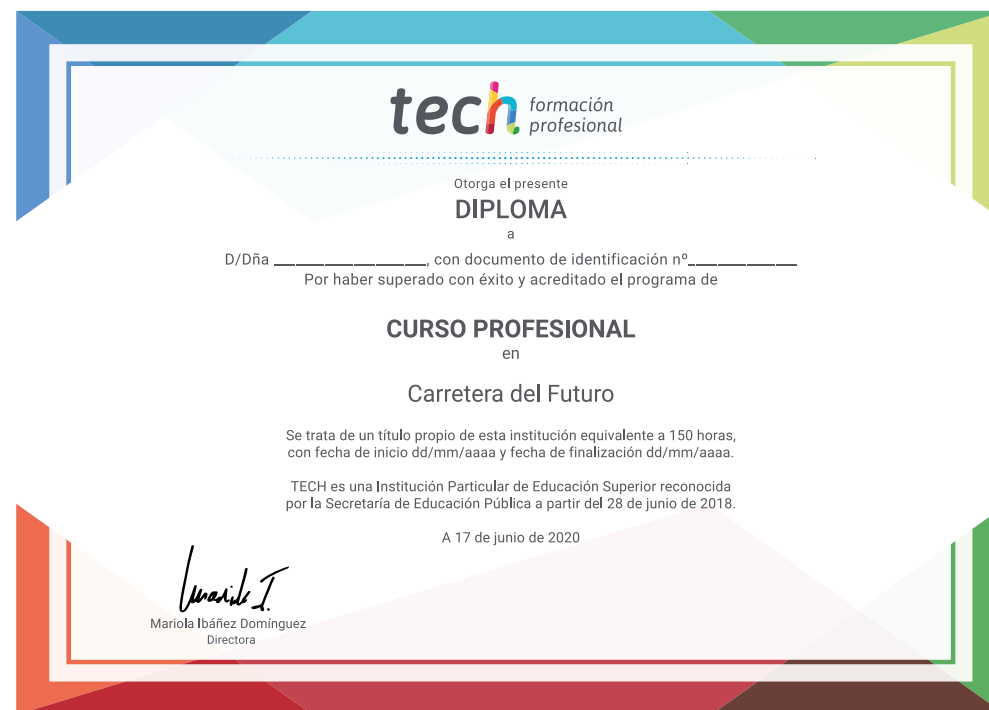 tech formación
profesional
Otorga el presente
DIPLOMA
a
D/Dña ______________, con documento de identificación nº__________
Por haber superado con éxito y acreditado el programa de
CURSO PROFESIONAL
en
Carretera del Futuro
Se trata de un título propio de esta institución equivalente a 150 horas,
con fecha de inicio dd/mm/aaaa y fecha de finalización dd/mm/aaaa.
TECH es una Institución Particular de Educación Superior reconocida
por la Secretaría de Educación Pública a partir del 28 de junio de 2018.
A 17 de junio de 2020
Mariola Ibáñez Domínguez
Directora